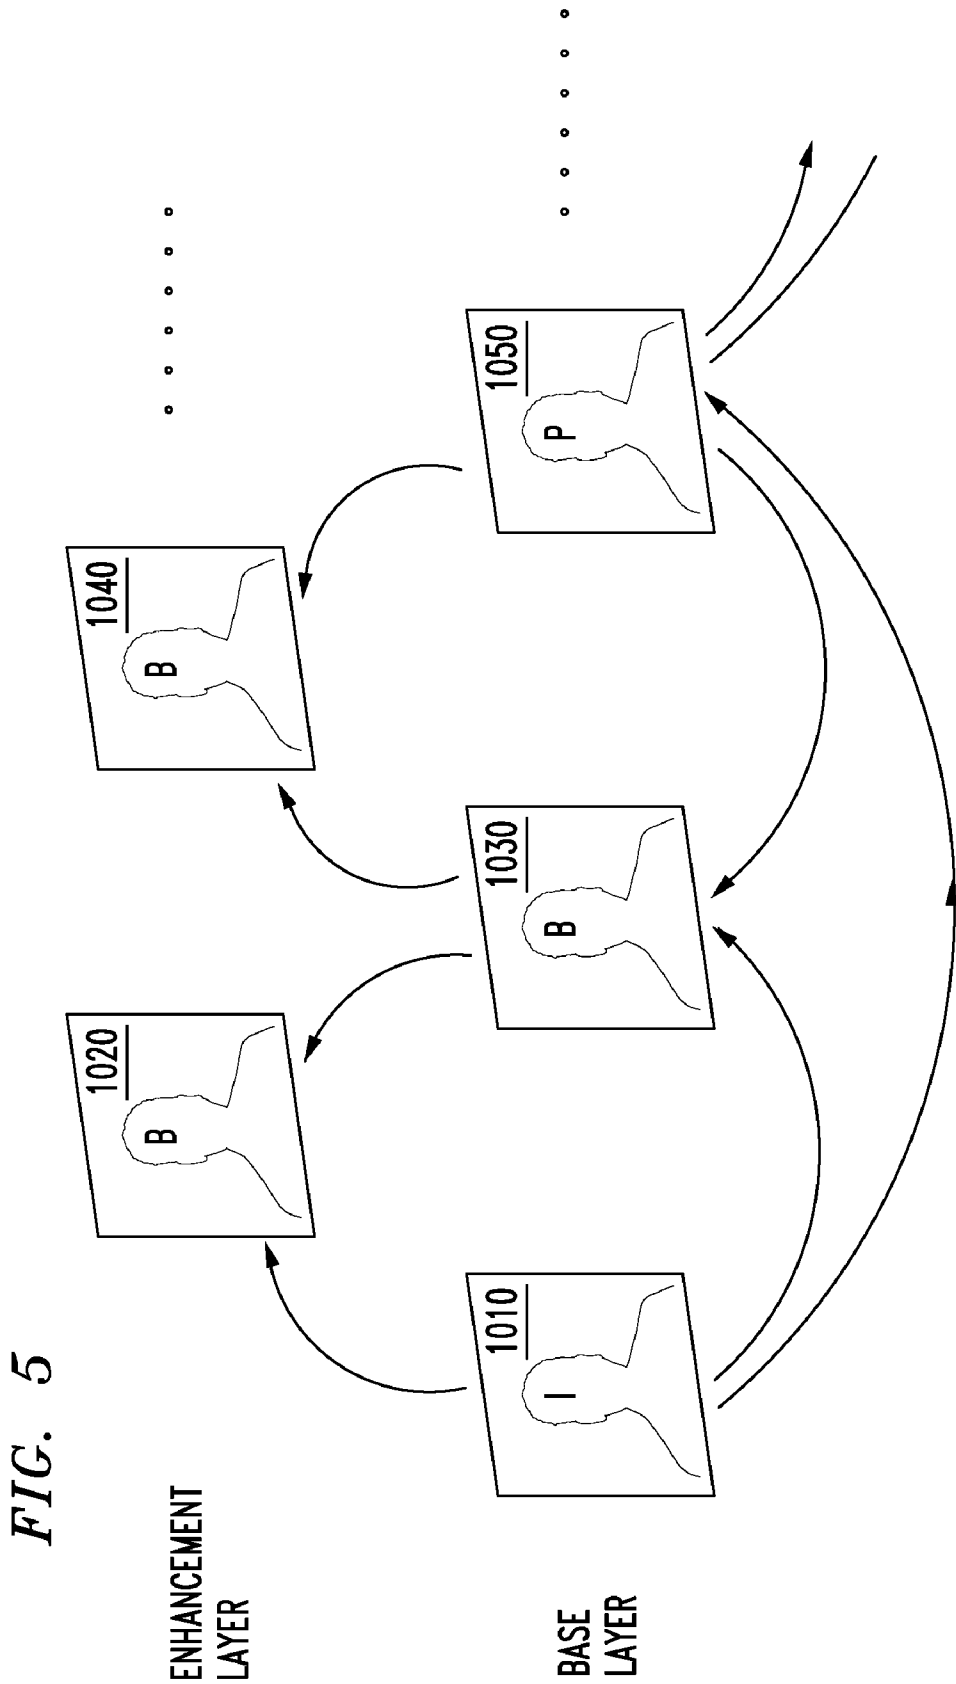 FIG. 5
ENHANCEMENT
LAYER
1020
B
1040
B
BASE
LAYER
1010
I
1030
B
1050
P